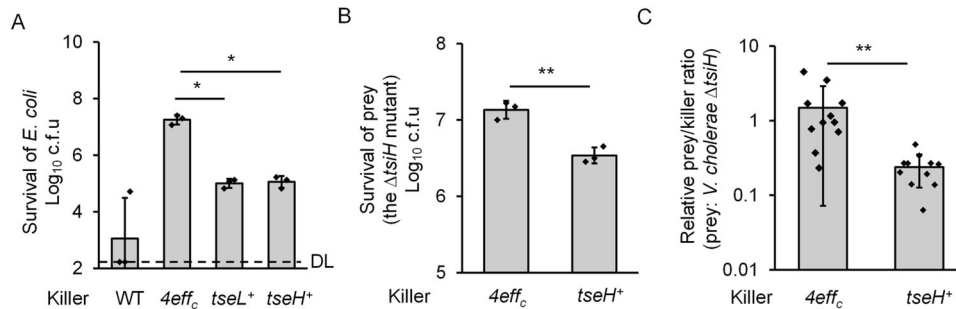 A
Survival of E. coli
Log10 c.f.u
10
8
6
4
2
*
*
DL
Killer WT 4effc tseL+ tseH+
B
Survival of prey
(the ΔtsiH mutant)
Log10 c.f.u
8
7
6
5
**
Killer 4effc tseH+
C
Relative prey/killer ratio
(prey: V. cholerae ΔtsiH)
10
1
0.1
0.01
**
Killer 4effc tseH+